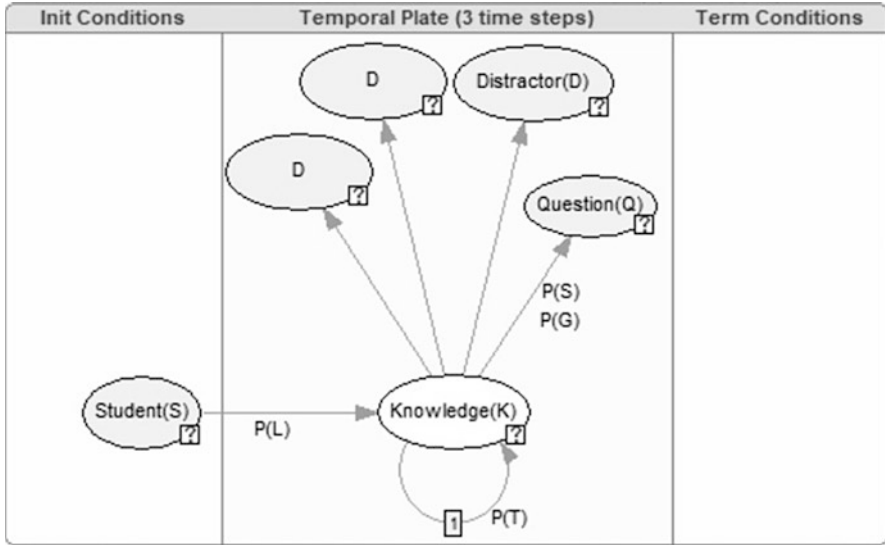 Init Conditions
Temporal Plate (3 time steps)
Term Conditions
D
?
Distractor(D)
?
D
?
Question(Q)
?
P(S)
P(G)
Student(S)
?
P(L)
Knowledge(K)
?
1
P(T)